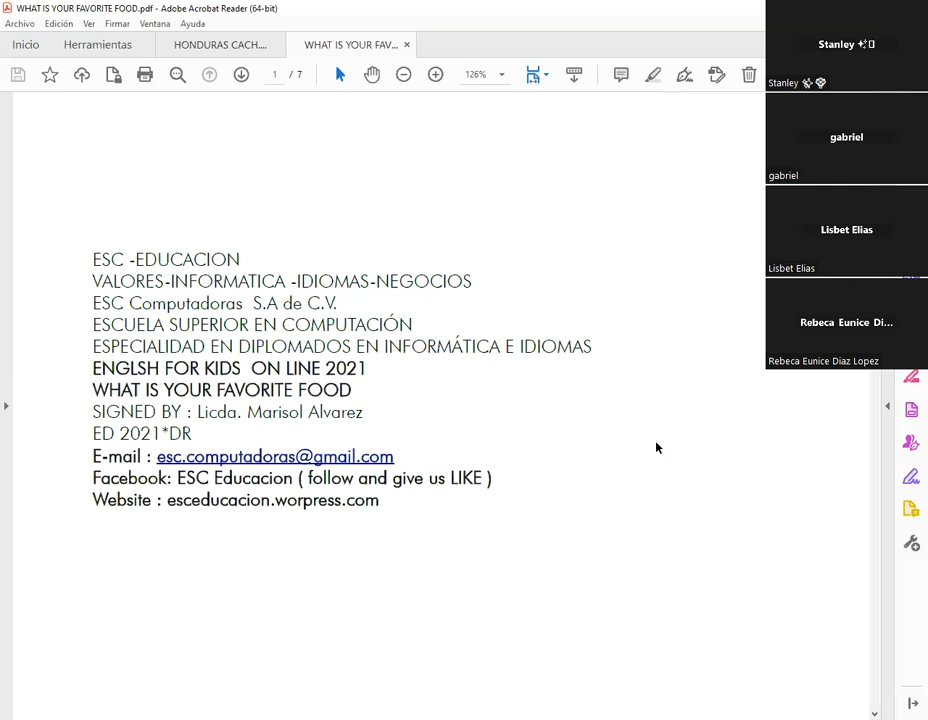 WHAT IS YOUR FAVORITE FOOD.pdf - Adobe Acrobat Reader (64-bit)
Archivo Edición Ver Firmar Ventana Ayuda
Inicio Herramientas HONDURAS CACH.... WHAT IS YOUR FAV... ×
1 / 7 126%
ESC -EDUCACION
VALORES-INFORMATICA -IDIOMAS-NEGOCIOS
ESC Computadoras S.A de C.V.
ESCUELA SUPERIOR EN COMPUTACIÓN
ESPECIALIDAD EN DIPLOMADOS EN INFORMÁTICA E IDIOMAS
ENGLSH FOR KIDS ON LINE 2021
WHAT IS YOUR FAVORITE FOOD
SIGNED BY : Licda. Marisol Alvarez
ED 2021*DR
E-mail : esc.computadoras@gmail.com
Facebook: ESC Educacion ( follow and give us LIKE )
Website : esceducacion.worpress.com
Stanley
Stanley
gabriel
gabriel
Lisbet Elias
Lisbet Elias
Rebeca Eunice Di...
Rebeca Eunice Diaz Lopez